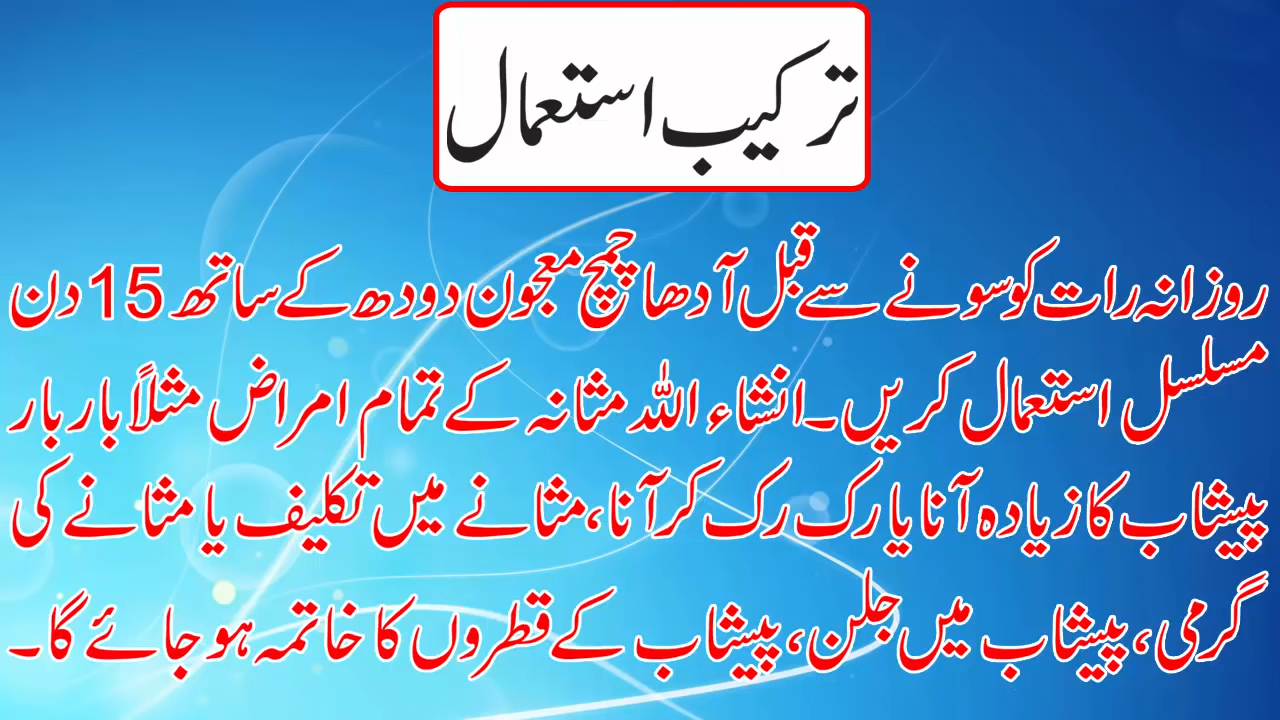 ترکیب استعمال
روزانہ رات کو سونے سے قبل آدھا چمچ معجون دودھ کے ساتھ 15 دن
مسلسل استعمال کریں۔ انشاء اللہ مثانہ کے تمام امراض مثلاً بار بار
پیشاب کا زیادہ آنا یا رک رک کر آنا، مثانے میں تکلیف یا مثانے کی
گرمی، پیشاب میں جلن، پیشاب کے قطروں کا خاتمہ ہو جائے گا۔